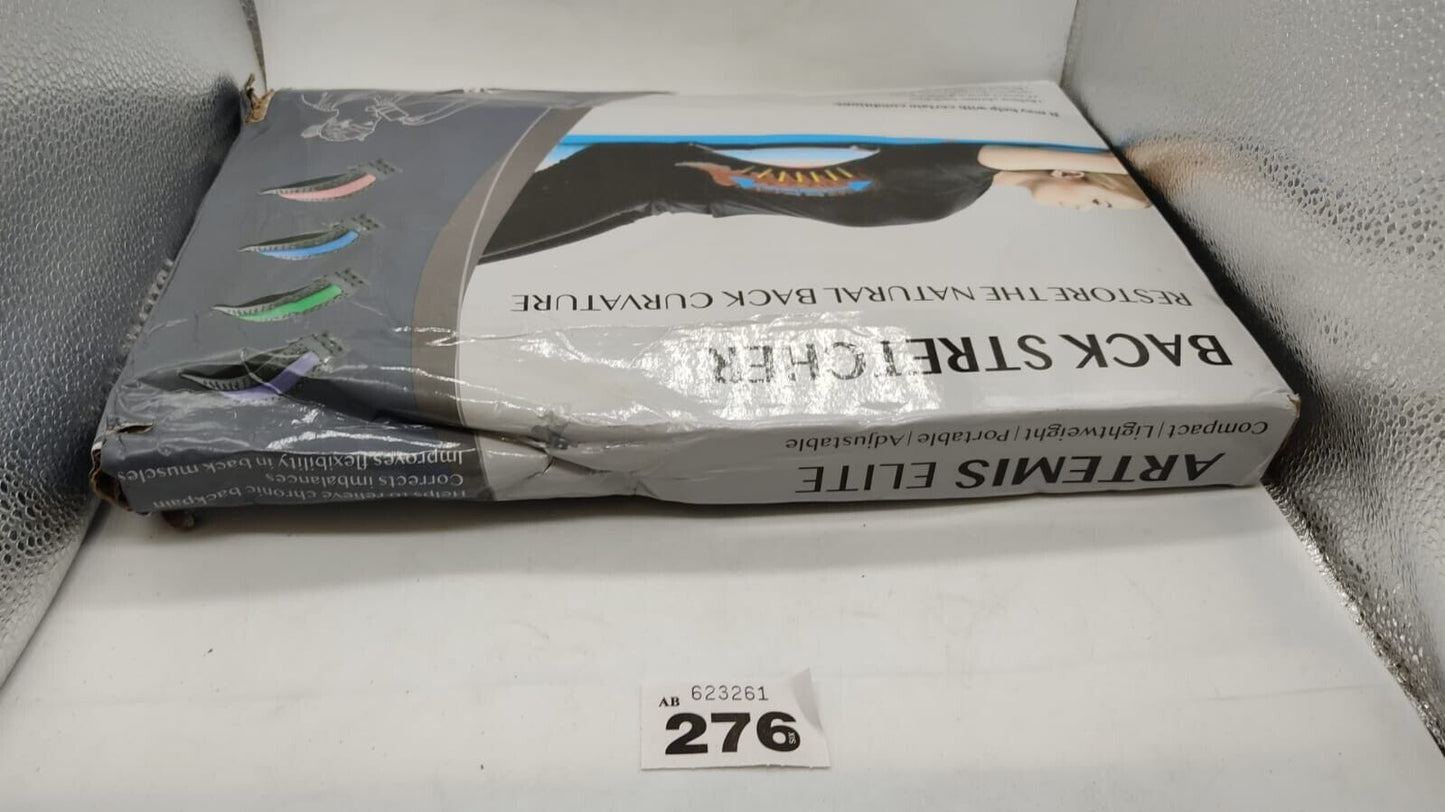 It may help with certain conditions
RESTORE THE NATURAL BACK CURVATURE
BACK STRETCHER
Compact | Lightweight | Portable | Adjustable
ARTEMIS ELITE
Helps to relieve chronic backpain
Corrects imbalances
Improves flexibility in back muscles
AB 623261
276
SIX